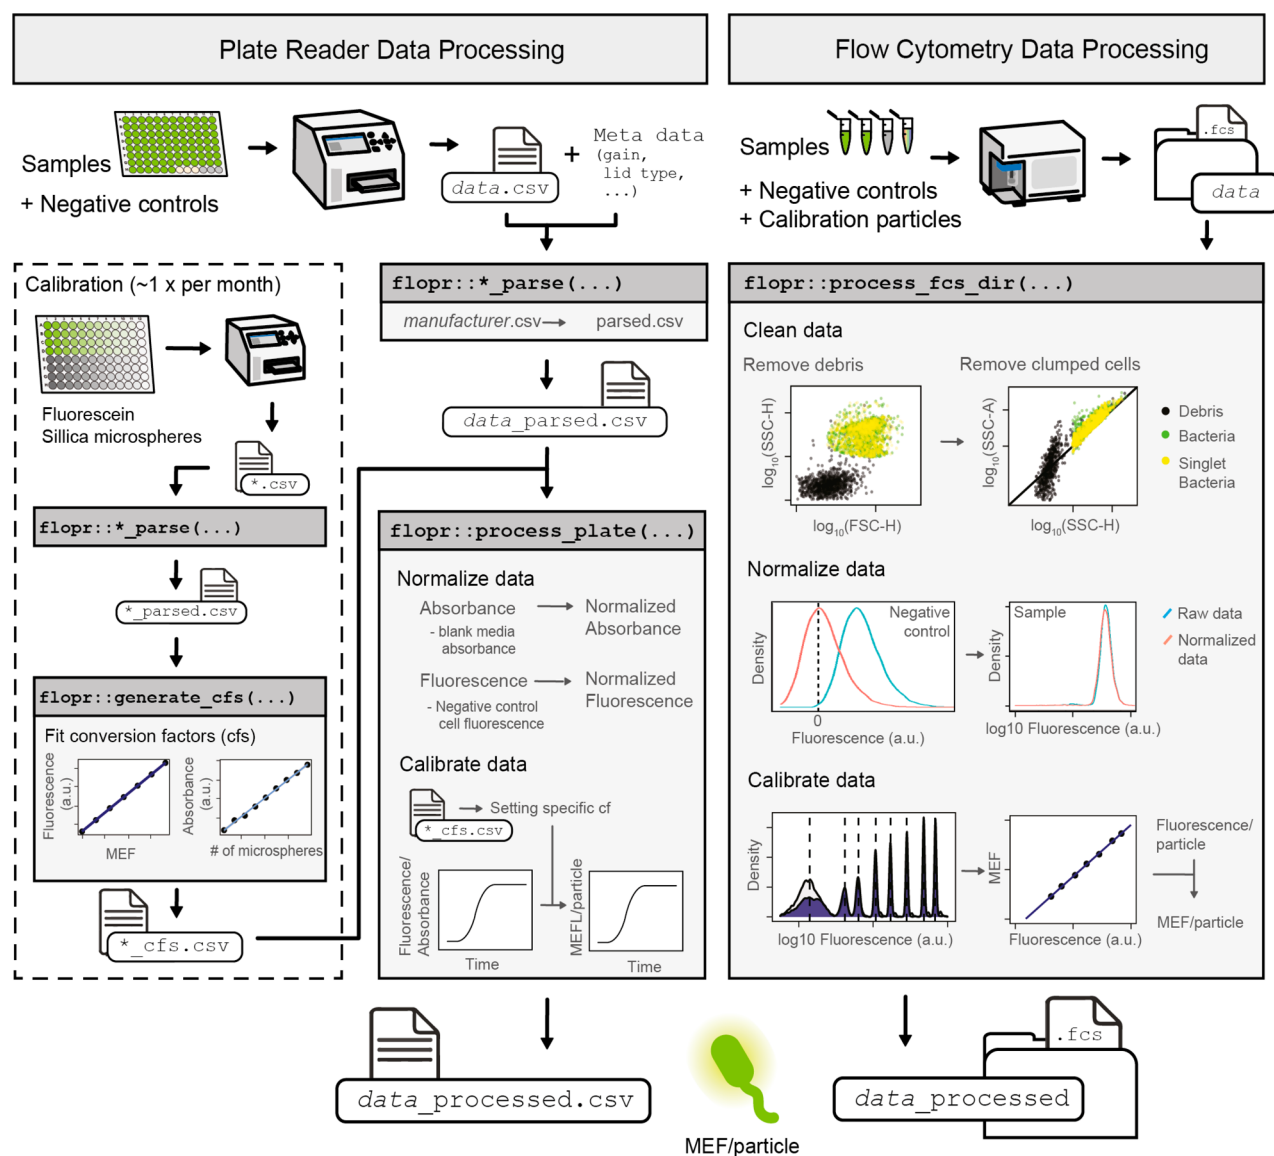 Plate Reader Data Processing
Samples
+ Negative controls
data.csv
+
Meta data
(gain,
lid type,
...)
Calibration (~1 x per month)
Fluorescein
Sillica microspheres
*.csv
flopr::*_parse(...)
*_parsed.csv
flopr::generate_cfs(...)
Fit conversion factors (cfs)
Fluorescence
(a.u.)
MEF
Absorbance
(a.u.)
# of microspheres
*_cfs.csv
flopr::*_parse(...)
manufacturer.csv
parsed.csv
data_parsed.csv
flopr::process_plate(...)
Normalize data
Absorbance
- blank media
absorbance
Normalized
Absorbance
Fluorescence
- Negative control
cell fluorescence
Normalized
Fluorescence
Calibrate data
*_cfs.csv
Setting specific cf
Fluorescence/
Absorbance
Time
MEFL/particle
Time
data_processed.csv
Flow Cytometry Data Processing
Samples
+ Negative controls
+ Calibration particles
.fcs
data
flopr::process_fcs_dir(...)
Clean data
Remove debris
log10(SSC-H)
log10(FSC-H)
Remove clumped cells
log10(SSC-A)
log10(SSC-H)
Debris
Bacteria
Singlet
Bacteria
Normalize data
Density
Negative
control
0
Fluorescence (a.u.)
Density
Sample
log10 Fluorescence (a.u.)
Raw data
Normalized
data
Calibrate data
Density
log10 Fluorescence (a.u.)
MEF
Fluorescence (a.u.)
Fluorescence/
particle
MEF/particle
MEF/particle
.fcs
data_processed